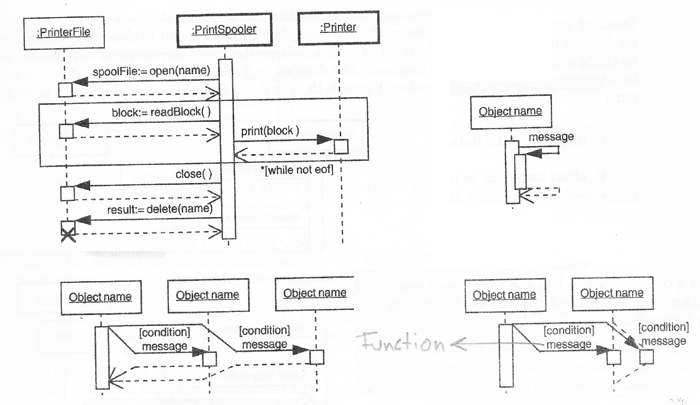 :PrinterFile
:PrintSpooler
:Printer
spoolFile:= open(name)
block:= readBlock( )
print(block )
*[while not eof]
close( )
result:= delete(name)
Object name
message
Object name
Object name
Object name
[condition]
message
[condition]
message
Object name
Object name
[condition]
message
[condition]
message
Function